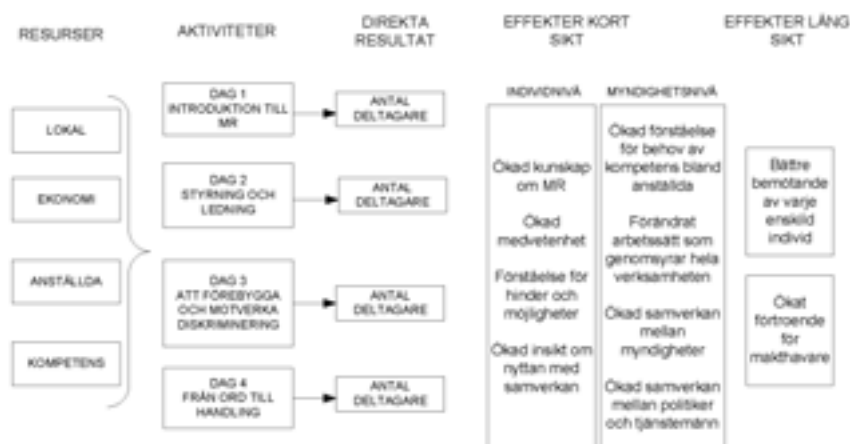 RESURSER
AKTIVITETER
DIREKTA
RESULTAT
EFFEKTER KORT
SIKT
EFFEKTER LÅNG
SIKT
LOKAL
EKONOMI
ANSTÄLLDA
KOMPETENS
DAG 1
INTRODUKTION TILL
MR
DAG 2
STYRNING OCH
LEDNING
DAG 3
ATT FÖREBYGGA
OCH MOTVERKA
DISKRIMINERING
DAG 4
FRÅN ORD TILL
HANDLING
ANTAL
DELTAGARE
ANTAL
DELTAGARE
ANTAL
DELTAGARE
ANTAL
DELTAGARE
INDIVIDNIVÅ
Ökad kunskap
om MR
Ökad
medvetenhet
Förståelse för
hinder och
möjligheter
Ökad insikt om
nyttan med
samverkan
MYNDIGHETSNIVÅ
Ökad förståelse
för behov av
kompetens bland
anställda
Förändrat
arbetssätt som
genomsyrar hela
verksamheten
Ökad samverkan
mellan
myndigheter
Ökad samverkan
mellan politiker
och tjänstemänn
Bättre
bemötande
av varje
enskild
individ
Ökat
förtroende
för
makthavare